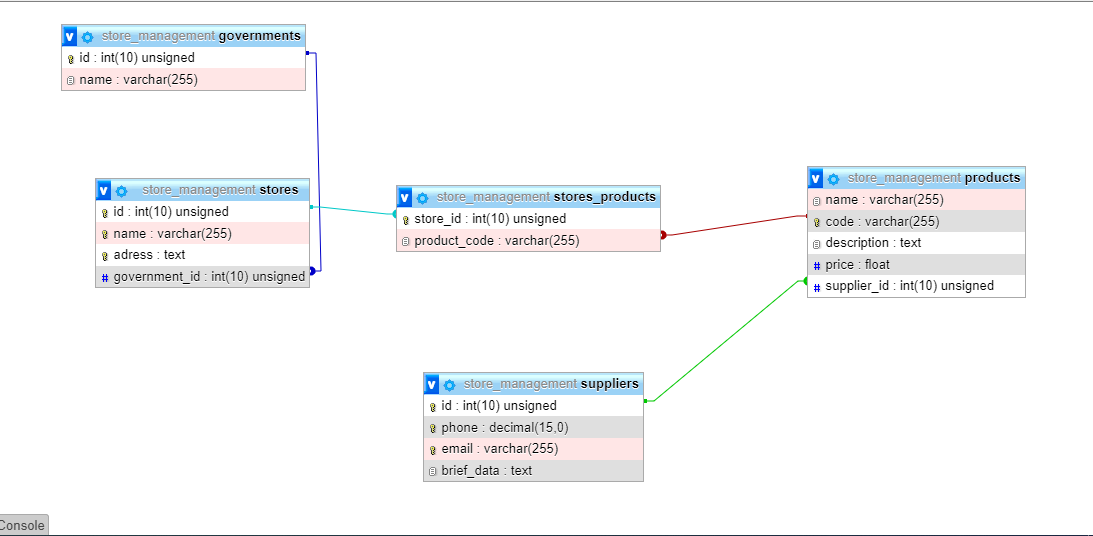 store_management governments
id : int(10) unsigned
name : varchar(255)
store_management stores
id : int(10) unsigned
name : varchar(255)
adress : text
government_id : int(10) unsigned
store_management stores_products
store_id : int(10) unsigned
product_code : varchar(255)
store_management products
name : varchar(255)
code : varchar(255)
description : text
price : float
supplier_id : int(10) unsigned
store_management suppliers
id : int(10) unsigned
phone : decimal(15,0)
email : varchar(255)
brief_data : text
Console